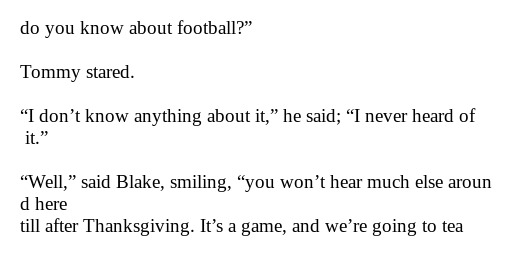 do you know about football?”
Tommy stared.
“I don’t know anything about it,” he said; “I never heard of
it.”
“Well,” said Blake, smiling, “you won’t hear much else aroun
d here
till after Thanksgiving. It’s a game, and we’re going to tea